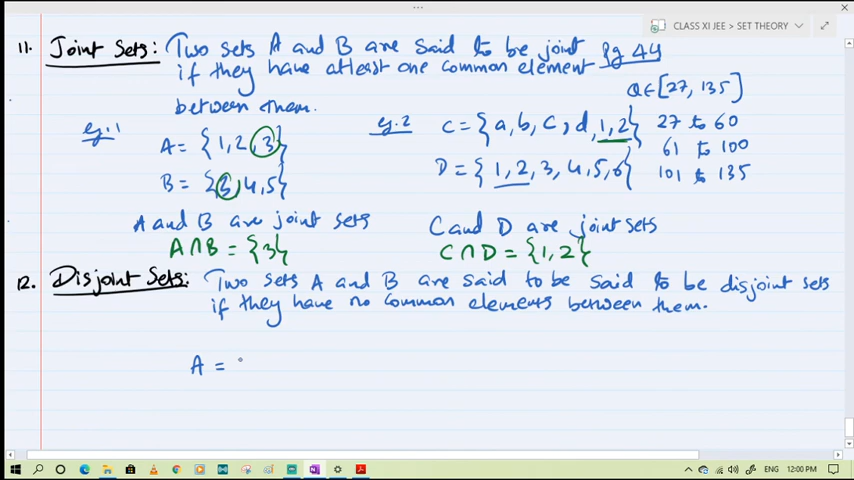 CLASS XI JEE > SET THEORY
11. Joint Sets: Two sets A and B are said to be joint Pg 44
if they have atleast one common element
between them.
Q∈[27, 135]
eg.1
A = {1, 2, 3}
B = {3, 4, 5}
eg.2
C = {a, b, c, d, 1, 2}
D = {1, 2, 3, 4, 5, 6}
27 to 60
61 to 100
101 to 135
A and B are joint sets
A ∩ B = {3}
C and D are joint sets
C ∩ D = {1, 2}
12. Disjoint Sets: Two sets A and B are said to be said to be disjoint sets
if they have no common elements between them.
A =
ENG 12:00 PM